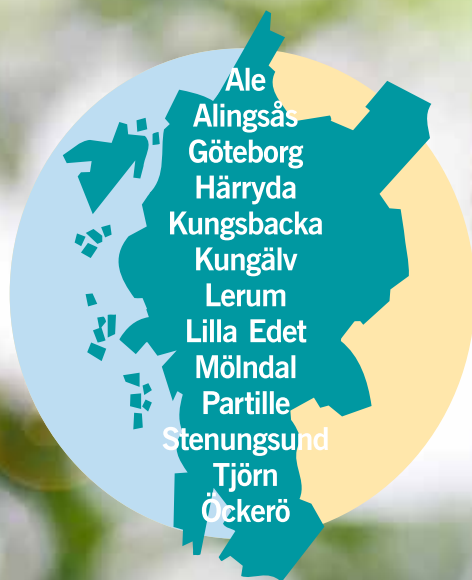 Ale
Alingsås
Göteborg
Härryda
Kungsbacka
Kungälv
Lerum
Lilla Edet
Mölndal
Partille
Stenungsund
Tjörn
Öckerö